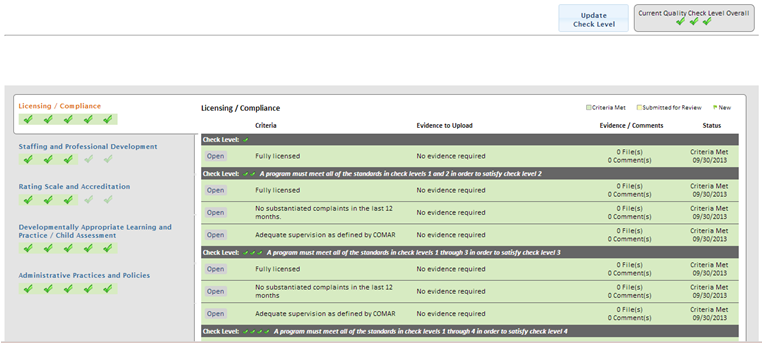 Update
Check Level
Current Quality Check Level Overall
Licensing / Compliance
Staffing and Professional Development
Rating Scale and Accreditation
Developmentally Appropriate Learning and
Practice / Child Assessment
Administrative Practices and Policies
Licensing / Compliance
Criteria Met Submitted for Review New
Criteria Evidence to Upload Evidence / Comments Status
Check Level:
Open Fully licensed No evidence required 0 File(s) Criteria Met
0 Comment(s) 09/30/2013
Check Level: A program must meet all of the standards in check levels 1 and 2 in order to satisfy check level 2
Open Fully licensed No evidence required 0 File(s) Criteria Met
0 Comment(s) 09/30/2013
Open No substantiated complaints in the last 12 No evidence required 0 File(s) Criteria Met
months. 0 Comment(s) 09/30/2013
Open Adequate supervision as defined by COMAR No evidence required 0 File(s) Criteria Met
0 Comment(s) 09/30/2013
Check Level: A program must meet all of the standards in check levels 1 through 3 in order to satisfy check level 3
Open Fully licensed No evidence required 0 File(s) Criteria Met
0 Comment(s) 09/30/2013
Open No substantiated complaints in the last 12 No evidence required 0 File(s) Criteria Met
months 0 Comment(s) 09/30/2013
Open Adequate supervision as defined by COMAR No evidence required 0 File(s) Criteria Met
0 Comment(s) 09/30/2013
Check Level: A program must meet all of the standards in check levels 1 through 4 in order to satisfy check level 4